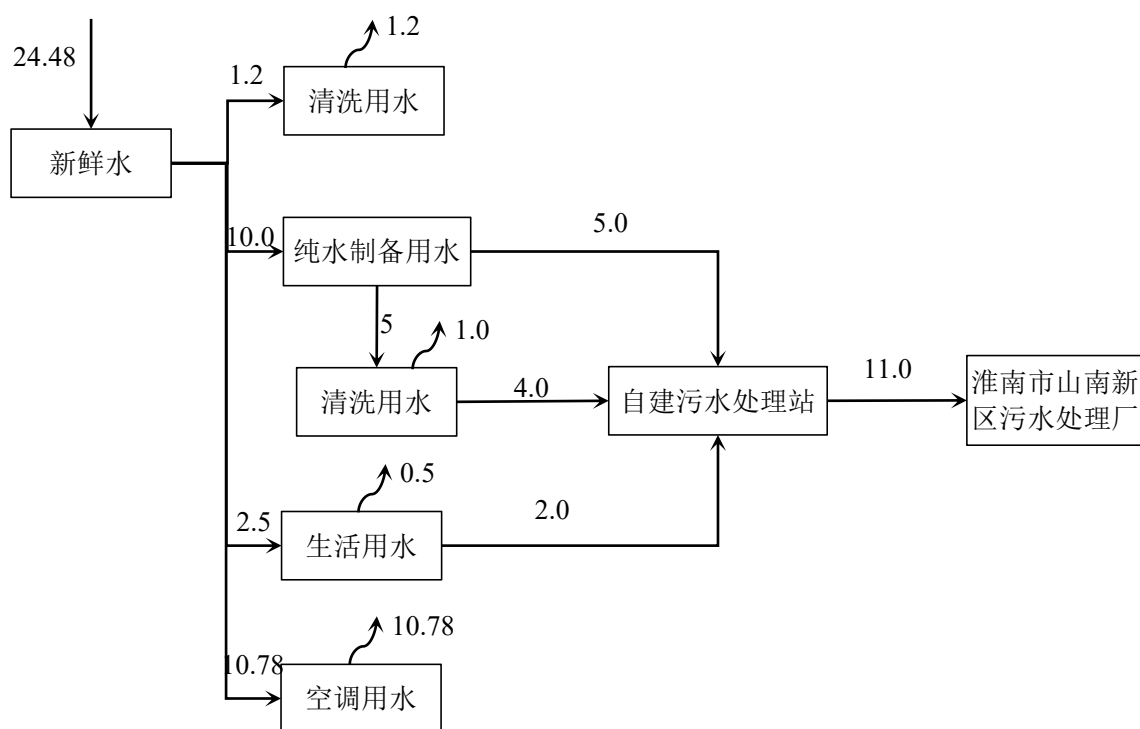 1.2
24.48
1.2
清洗用水
新鲜水
5.0
10.0
纯水制备用水
5
1.0
11.0
清洗用水
4.0
自建污水处理站
淮南市山南新
区污水处理厂
0.5
2.0
2.5
生活用水
10.78
10.78
空调用水